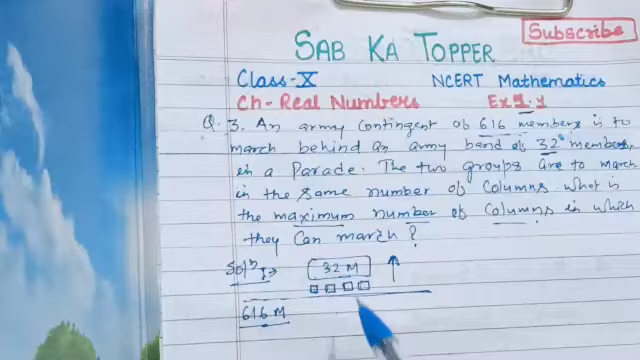 Subscribe
SAB KA TOPPER
Class-X NCERT Mathematics
Ch- Real Numbers Ex 1.1
Q. 3. An army contingent of 616 members is to
march behind an army band of 32 members
in a Parade. The two groups are to march
in the same number of Columns. what is
the maximum number of Columns in which
they Can march?
Solⁿ 32 M
616 M